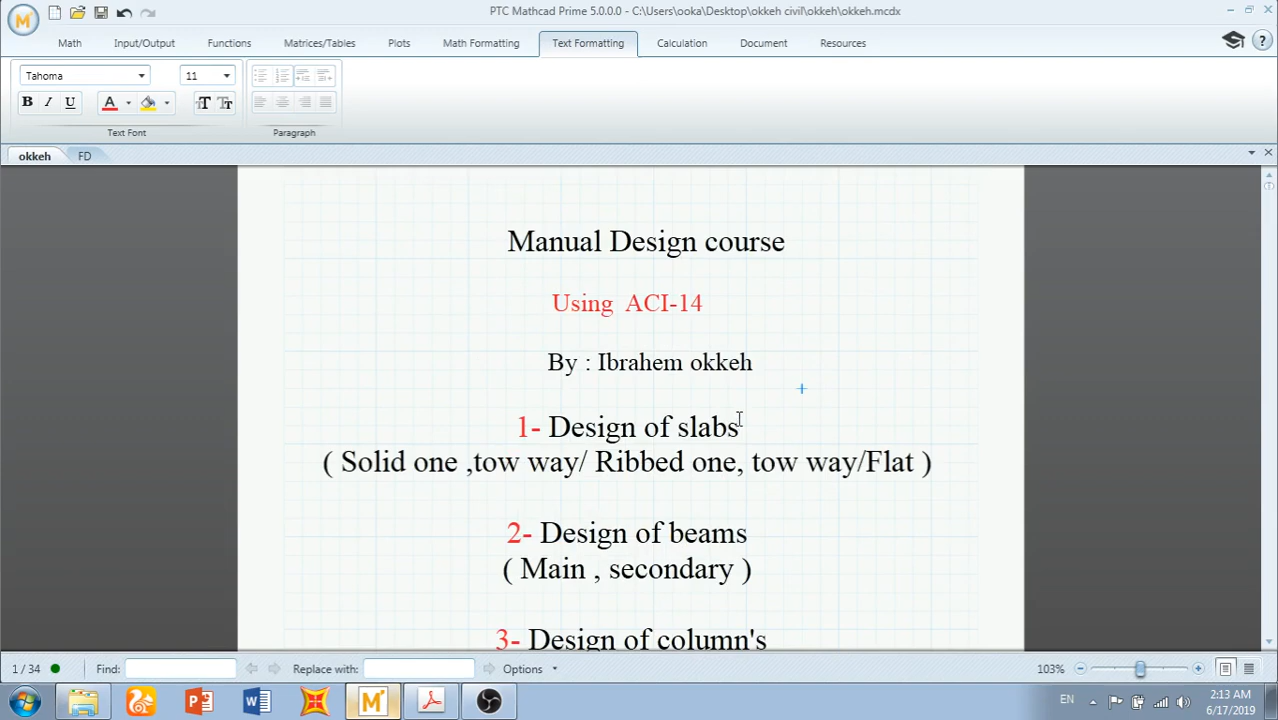 PTC Mathcad Prime 5.0.0.0 - C:\Users\ooka\Desktop\okkeh civil\okkeh\okkeh.mcdx
Math Input/Output Functions Matrices/Tables Plots Math Formatting Text Formatting Calculation Document Resources
Tahoma 11
B I U A T Tr
Text Font Paragraph
okkeh FD
Manual Design course
Using ACI-14
By : Ibrahem okkeh
1- Design of slabs
( Solid one ,tow way/ Ribbed one, tow way/Flat )
2- Design of beams
( Main , secondary )
3- Design of column's
1 / 34 Find: Replace with: Options 103%
EN 2:13 AM
6/17/2019